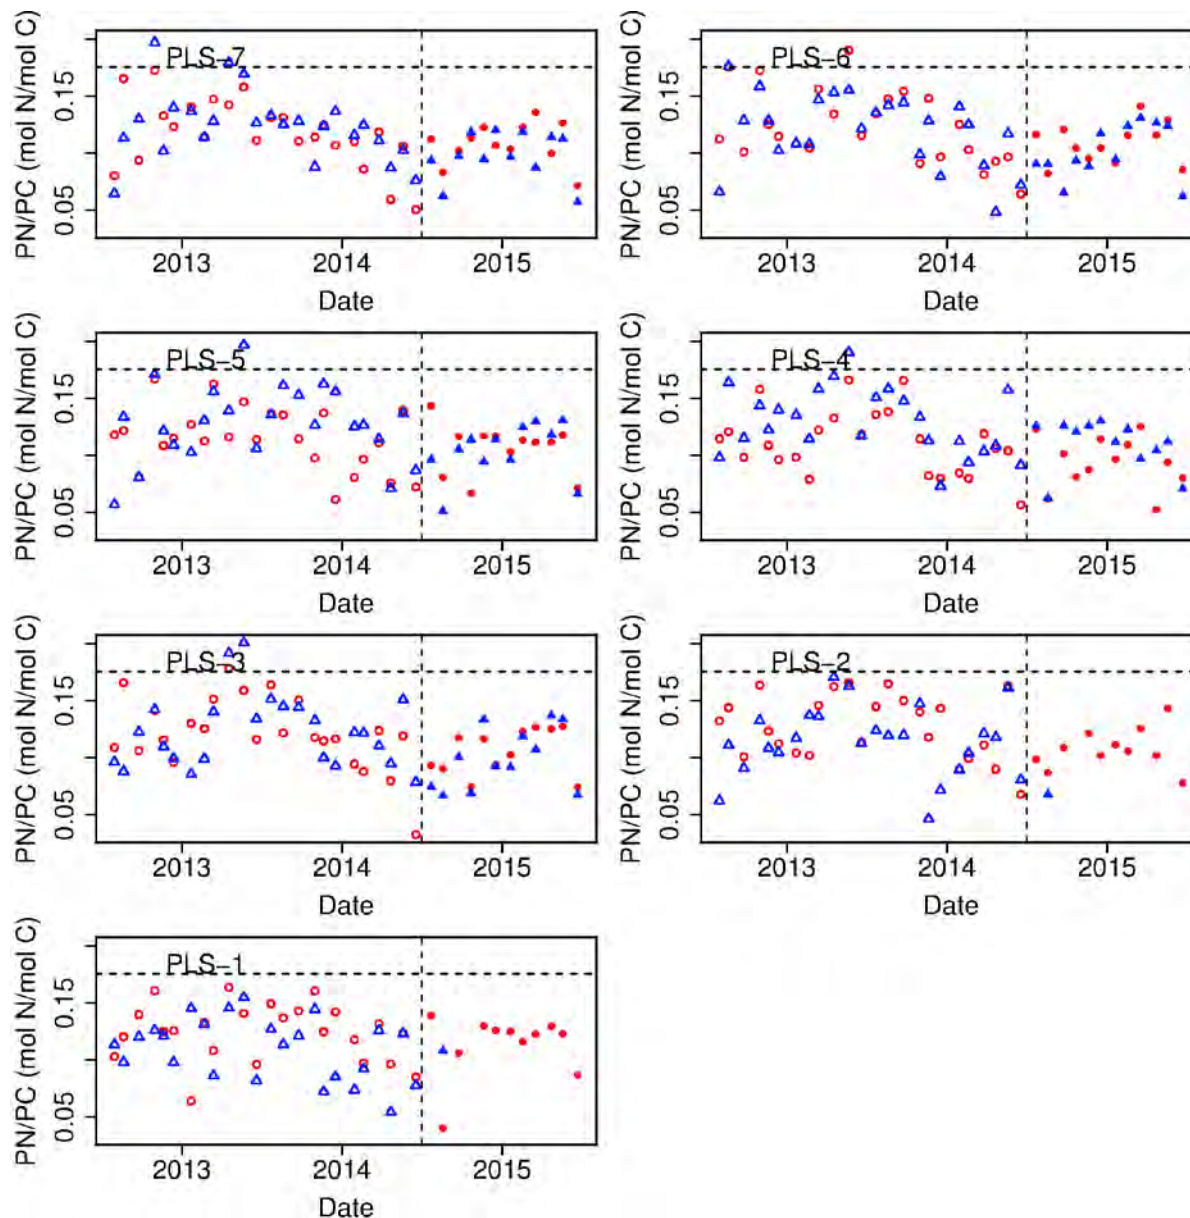 PN/PC (mol N/mol C)
0.05 0.15
PLS-7
2013 2014 2015
Date
PN/PC (mol N/mol C)
0.05 0.15
PLS-6
2013 2014 2015
Date
PN/PC (mol N/mol C)
0.05 0.15
PLS-5
2013 2014 2015
Date
PN/PC (mol N/mol C)
0.05 0.15
PLS-4
2013 2014 2015
Date
PN/PC (mol N/mol C)
0.05 0.15
PLS-3
2013 2014 2015
Date
PN/PC (mol N/mol C)
0.05 0.15
PLS-2
2013 2014 2015
Date
PN/PC (mol N/mol C)
0.05 0.15
PLS-1
2013 2014 2015
Date